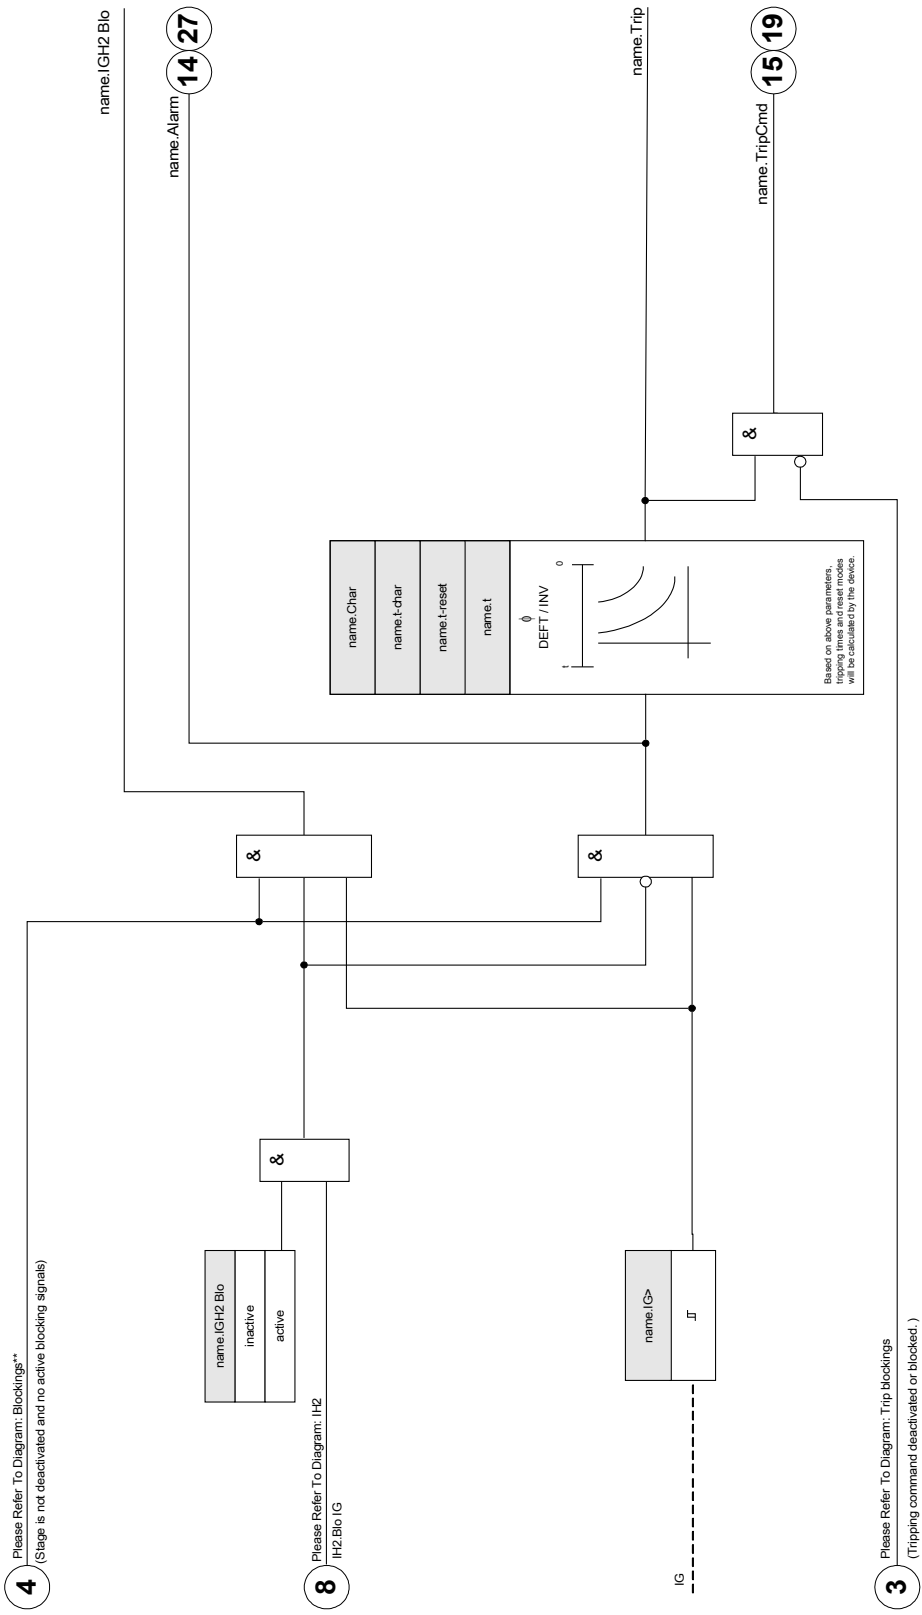 4
Please Refer To Diagram: Blockings**
(Stage is not deactivated and no active blocking signals)
name.IGH2 Blo
name.Alarm
14
27
name.IGH2 Blo
inactive
active
8
Please Refer To Diagram: IH2
IH2.Blo IG
&
&
&
name.Char
name.t-char
name.t-reset
name.t
t
0
ϕ
DEFT / INV
Based on above parameters,
tripping times and reset modes
will be calculated by the device.
name.Trip
IG
name.IG>
&
name.TripCmd
15
19
3
Please Refer To Diagram: Trip blockings
(Tripping command deactivated or blocked. )